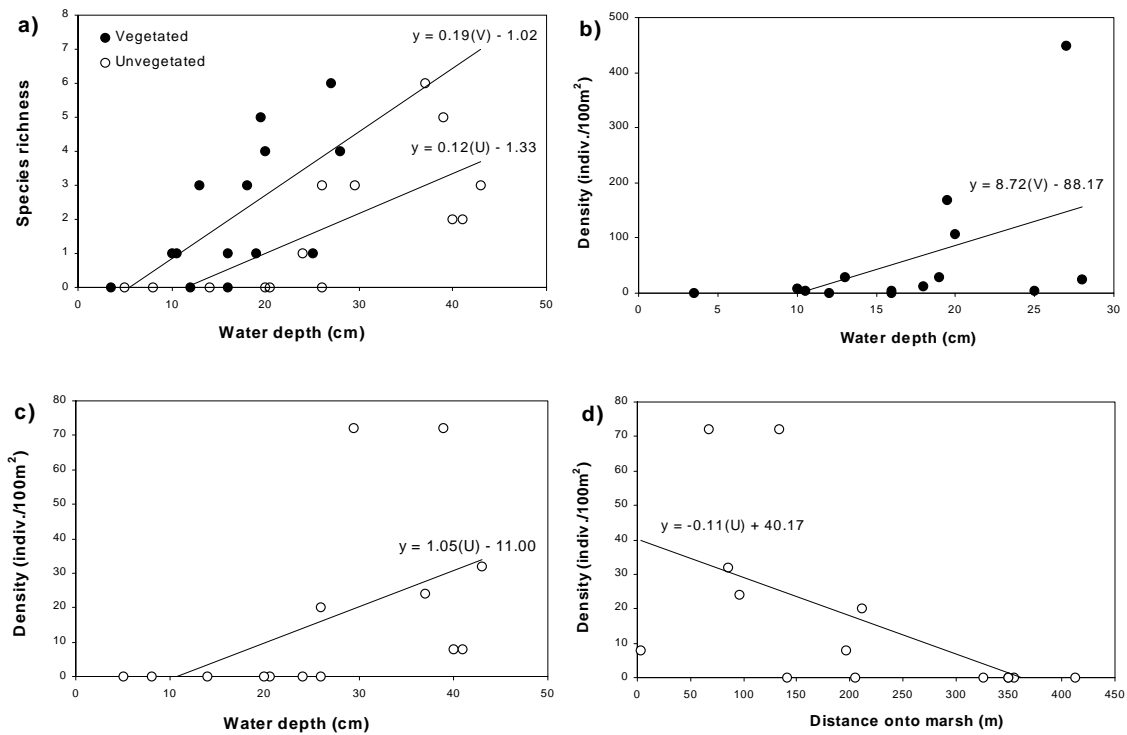 a)
8
7
6
5
4
3
2
1
0
Species richness
Vegetated
Unvegetated
y = 0.19(V) - 1.02
y = 0.12(U) - 1.33
0 10 20 30 40 50
Water depth (cm)
b)
500
400
300
200
100
0
Density (indiv./100m²)
y = 8.72(V) - 88.17
0 5 10 15 20 25 30
Water depth (cm)
c)
80
70
60
50
40
30
20
10
0
Density (indiv./100m²)
y = 1.05(U) - 11.00
0 10 20 30 40 50
Water depth (cm)
d)
80
70
60
50
40
30
20
10
0
Density (indiv./100m²)
y = -0.11(U) + 40.17
0 50 100 150 200 250 300 350 400 450
Distance onto marsh (m)